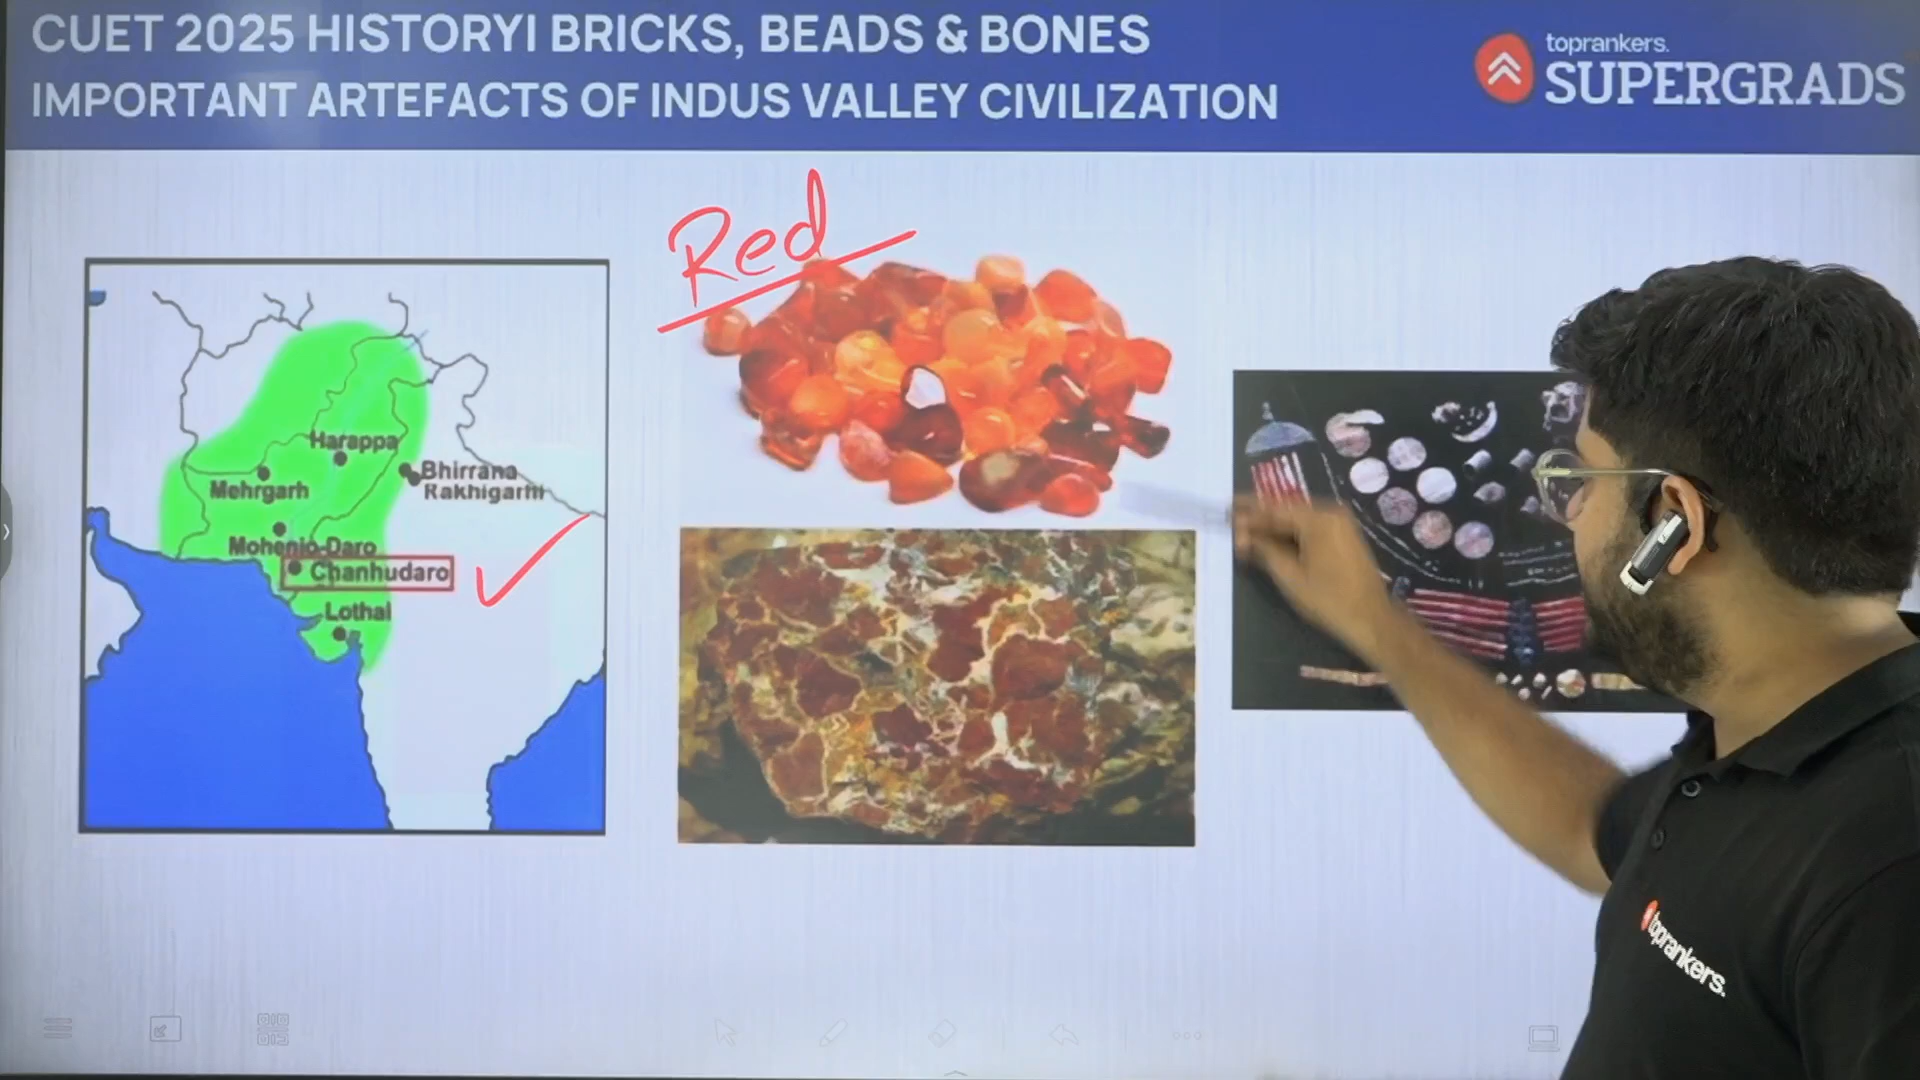 CUET 2025 HISTORYI BRICKS, BEADS & BONES
IMPORTANT ARTEFACTS OF INDUS VALLEY CIVILIZATION
toprankers.
SUPERGRADS
Red
Harappa
Bhirrana
Rakhigarhi
Mehrgarh
Mohenjo-Daro
Chanhudaro
Lothal
toprankers.